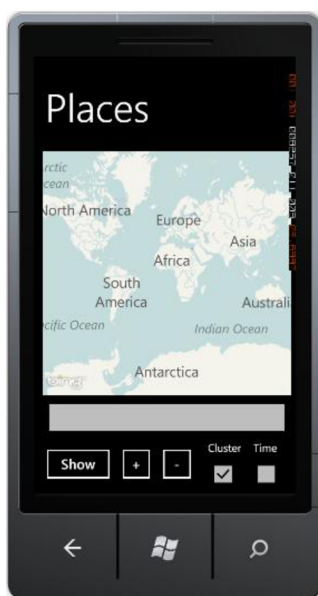 Places
rctic
cean
North America
Europe
Asia
Africa
South
America
Australi
cific Ocean
Indian Ocean
Antarctica
bing
Cluster Time
Show + -